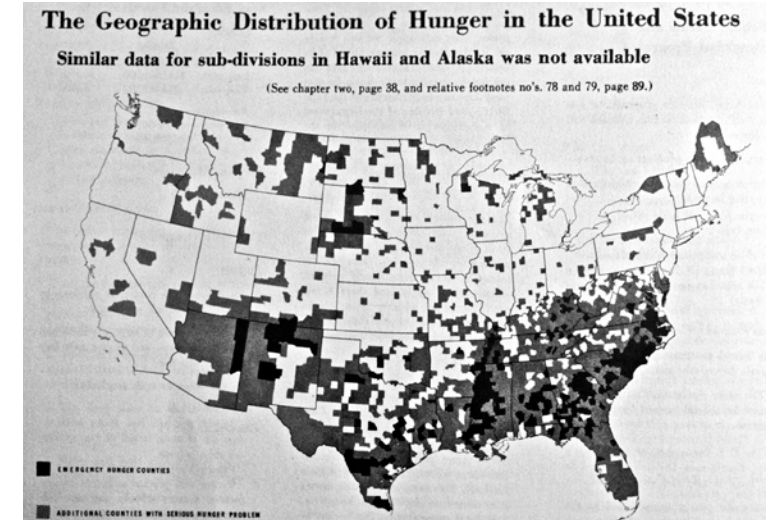 The Geographic Distribution of Hunger in the United States
Similar data for sub-divisions in Hawaii and Alaska was not available
(See chapter two, page 38, and relative footnotes no's. 78 and 79, page 89.)
EMERGENCY HUNGER COUNTIES
ADDITIONAL COUNTIES WITH SERIOUS HUNGER PROBLEM